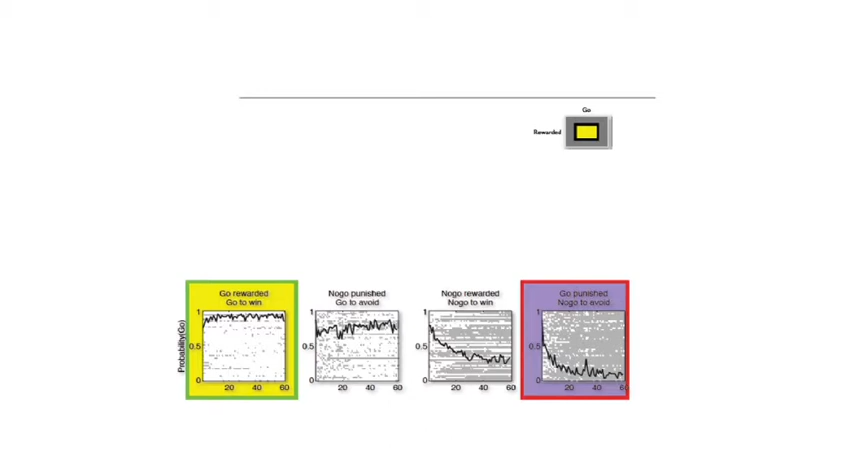 Go
Rewarded
Go rewarded
Go to win
Nogo punished
Go to avoid
Nogo rewarded
Nogo to win
Go punished
Nogo to avoid
Probability(Go)
1
0.5
0
20 40 60
1
0.5
0
20 40 60
1
0.5
0
20 40 60
1
0.5
0
20 40 60